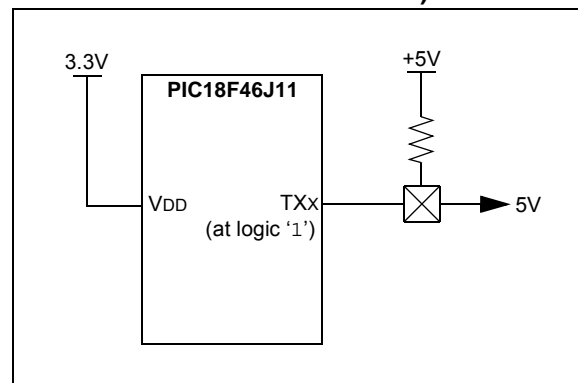 3.3V
+5V
PIC18F46J11
VDD
TXX
5V
(at logic ‘1’)